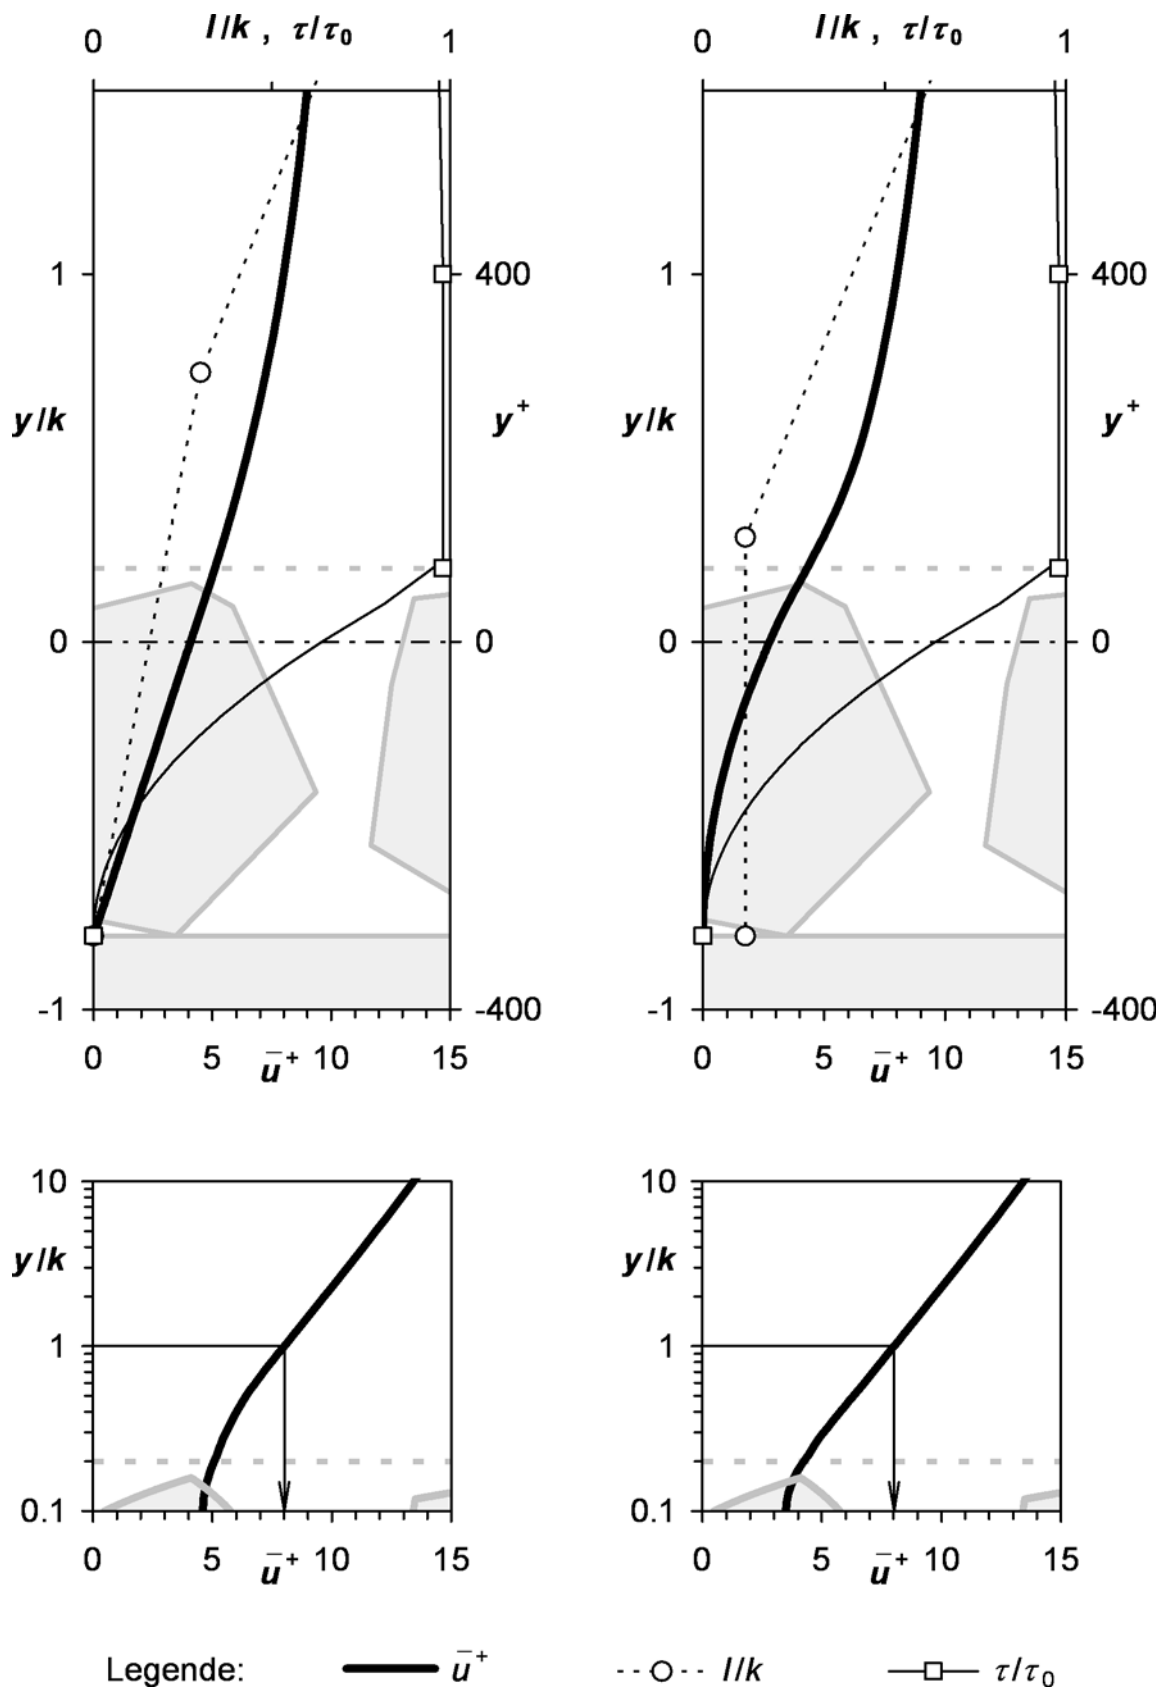 0 l/k , τ/τ₀ 1 0 l/k , τ/τ₀ 1
1 400 1 400
y/k y⁺ y/k y⁺
0 0 0 0
-1 -400 -1 -400
0 5 u̅⁺ 10 15 0 5 u̅⁺ 10 15
10 10
y/k y/k
1 1
0.1 0.1
0 5 u̅⁺ 10 15 0 5 u̅⁺ 10 15
Legende: u̅⁺ l/k τ/τ₀